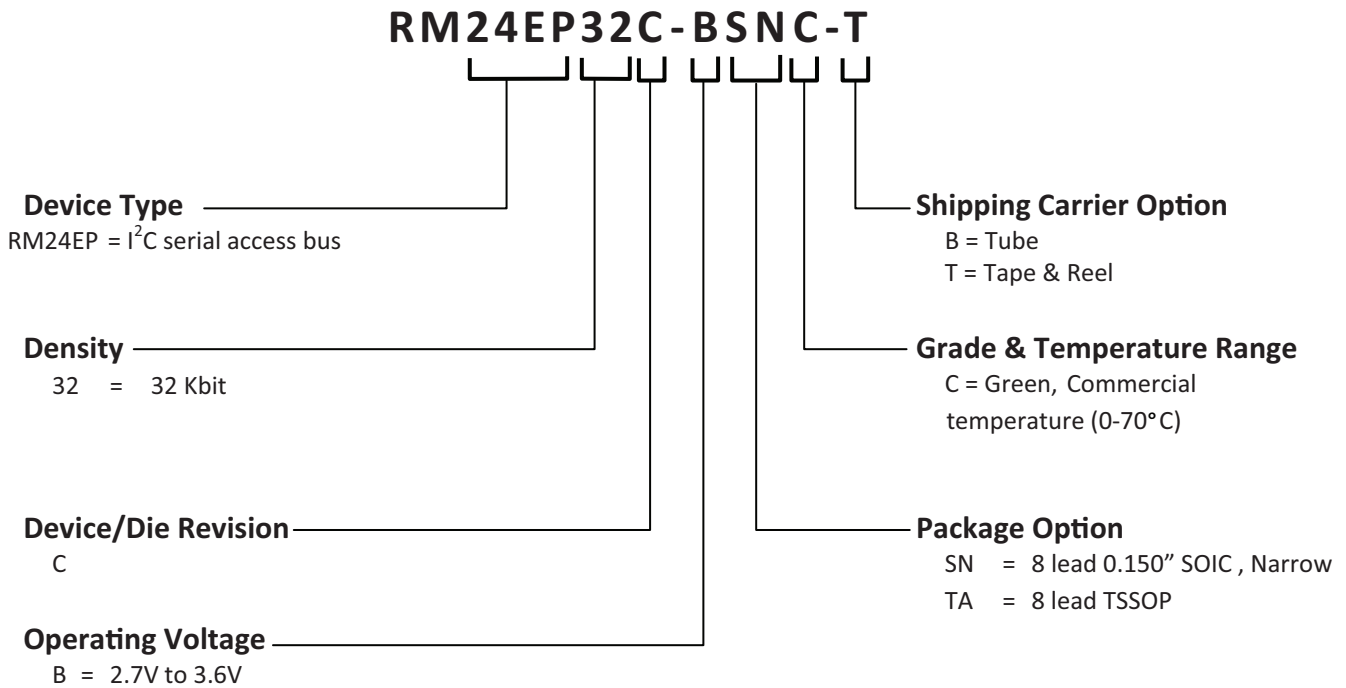 RM24EP32C-BSNC-T
Device Type
RM24EP = I²C serial access bus
Density
32 = 32 Kbit
Device/Die Revision
C
Operating Voltage
B = 2.7V to 3.6V
Shipping Carrier Option
B = Tube
T = Tape & Reel
Grade & Temperature Range
C = Green, Commercial
temperature (0-70°C)
Package Option
SN = 8 lead 0.150” SOIC , Narrow
TA = 8 lead TSSOP